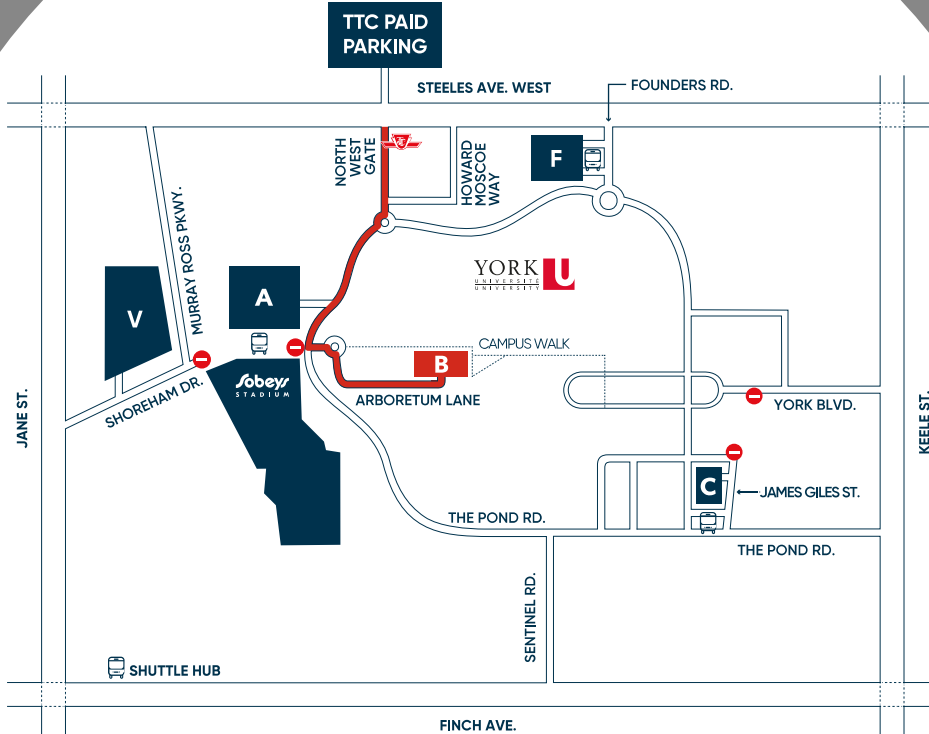 TTC PAID
PARKING
STEELES AVE. WEST
FOUNDERS RD.
NORTH
WEST
GATE
HOWARD
MOSCOE
WAY
F
MURRAY ROSS PKWY.
YORK U
UNIVERSITÉ
UNIVERSITY
V
A
CAMPUS WALK
B
Sobeys
STADIUM
SHOREHAM DR.
ARBORETUM LANE
YORK BLVD.
JANE ST.
KEELE ST.
C
JAMES GILES ST.
THE POND RD.
THE POND RD.
SENTINEL RD.
SHUTTLE HUB
FINCH AVE.